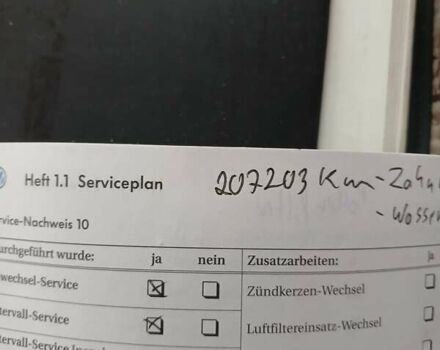 Heft 1.1 Serviceplan 207203 Km -
rvice-Nachweis 10
urchgeführt wurde: ja nein Zusatzarbeiten: ja
wechsel-Service Zündkerzen-Wechsel
tervall-Service Luftfiltereinsatz-Wechsel